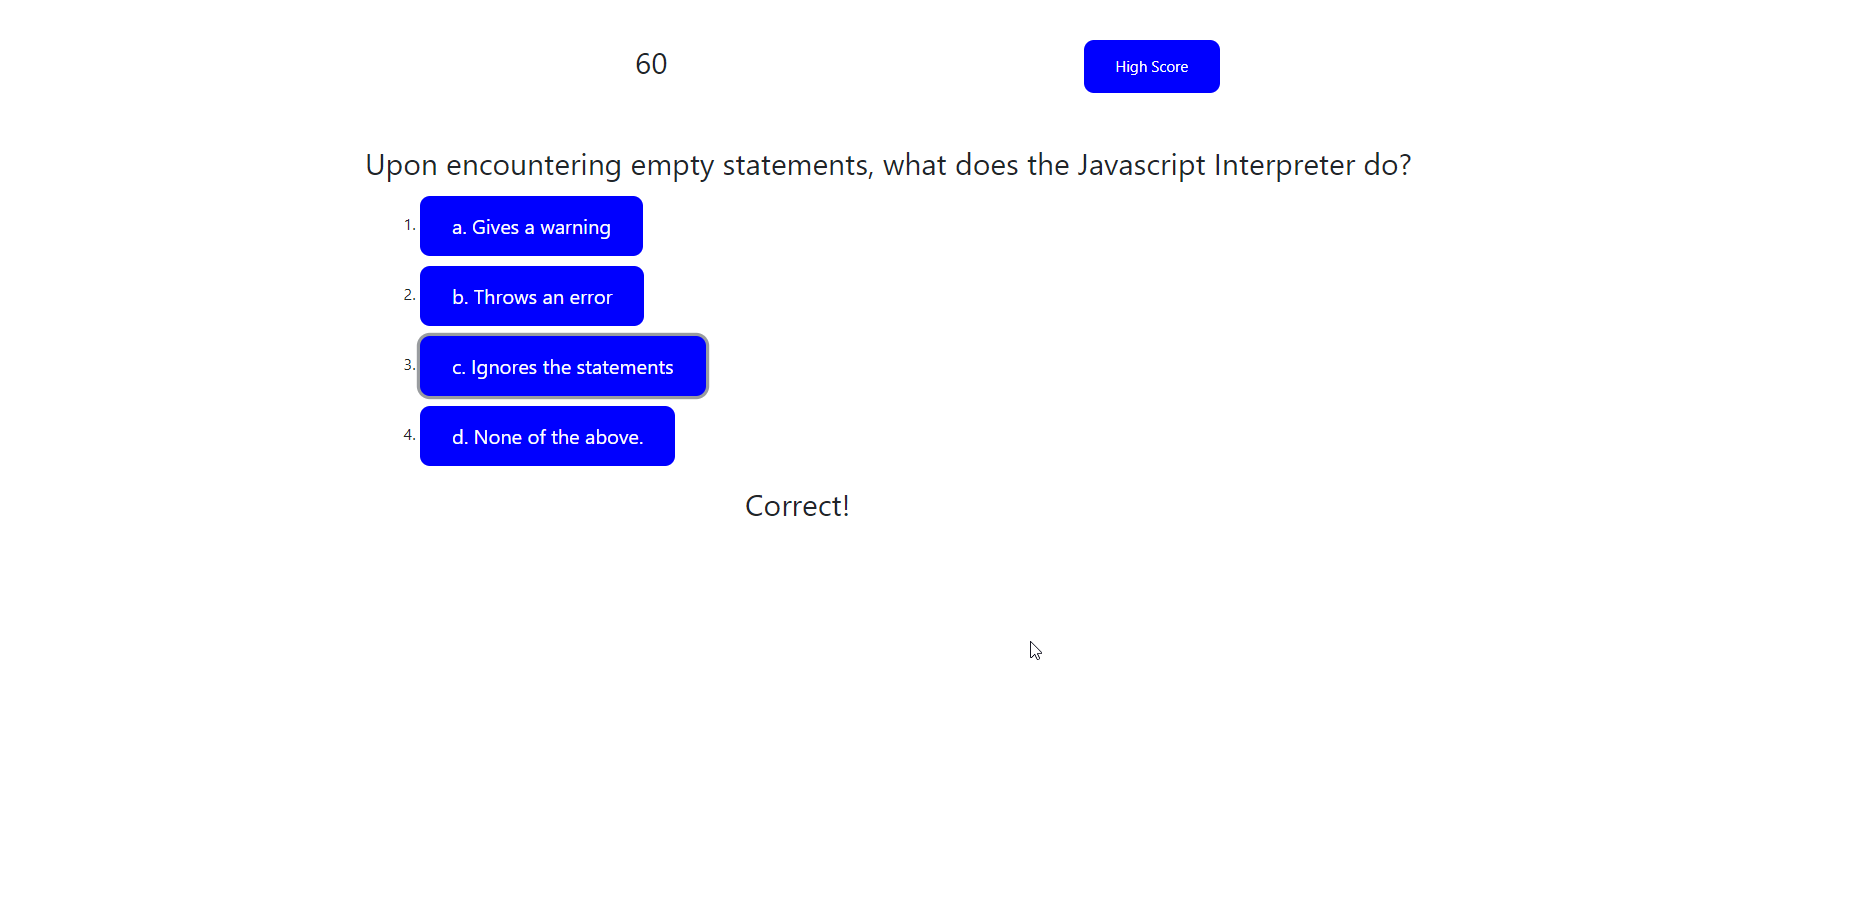 60
High Score
Upon encountering empty statements, what does the Javascript Interpreter do?
1. a. Gives a warning
2. b. Throws an error
3. c. Ignores the statements
4. d. None of the above.
Correct!